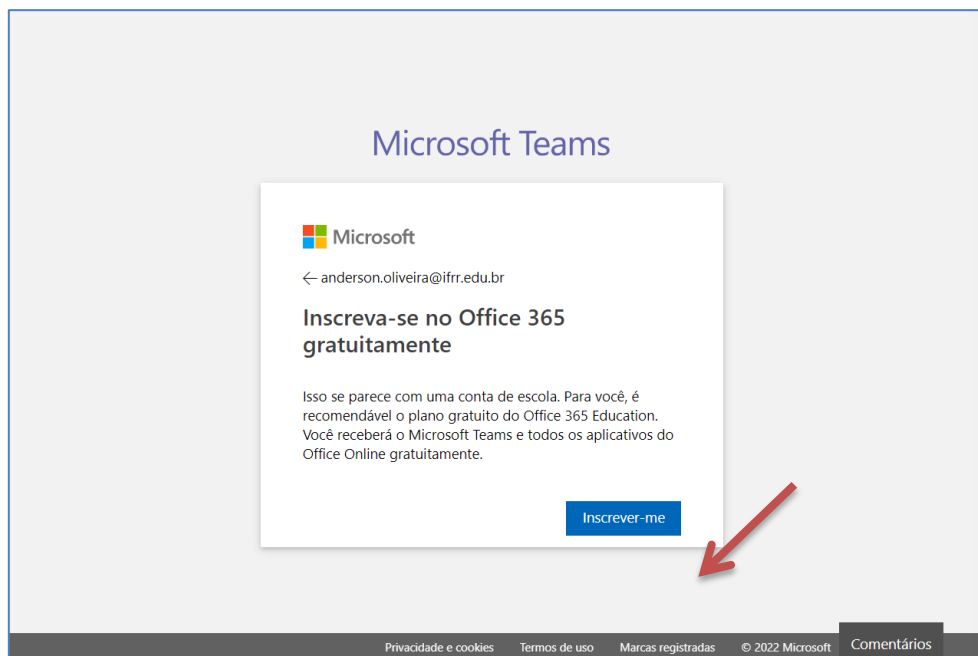 Microsoft Teams
Microsoft
← anderson.oliveira@ifrr.edu.br
Inscreva-se no Office 365
gratuitamente
Isso se parece com uma conta de escola. Para você, é
recomendável o plano gratuito do Office 365 Education.
Você receberá o Microsoft Teams e todos os aplicativos do
Office Online gratuitamente.
Inscrever-me
Privacidade e cookies Termos de uso Marcas registradas © 2022 Microsoft Comentários